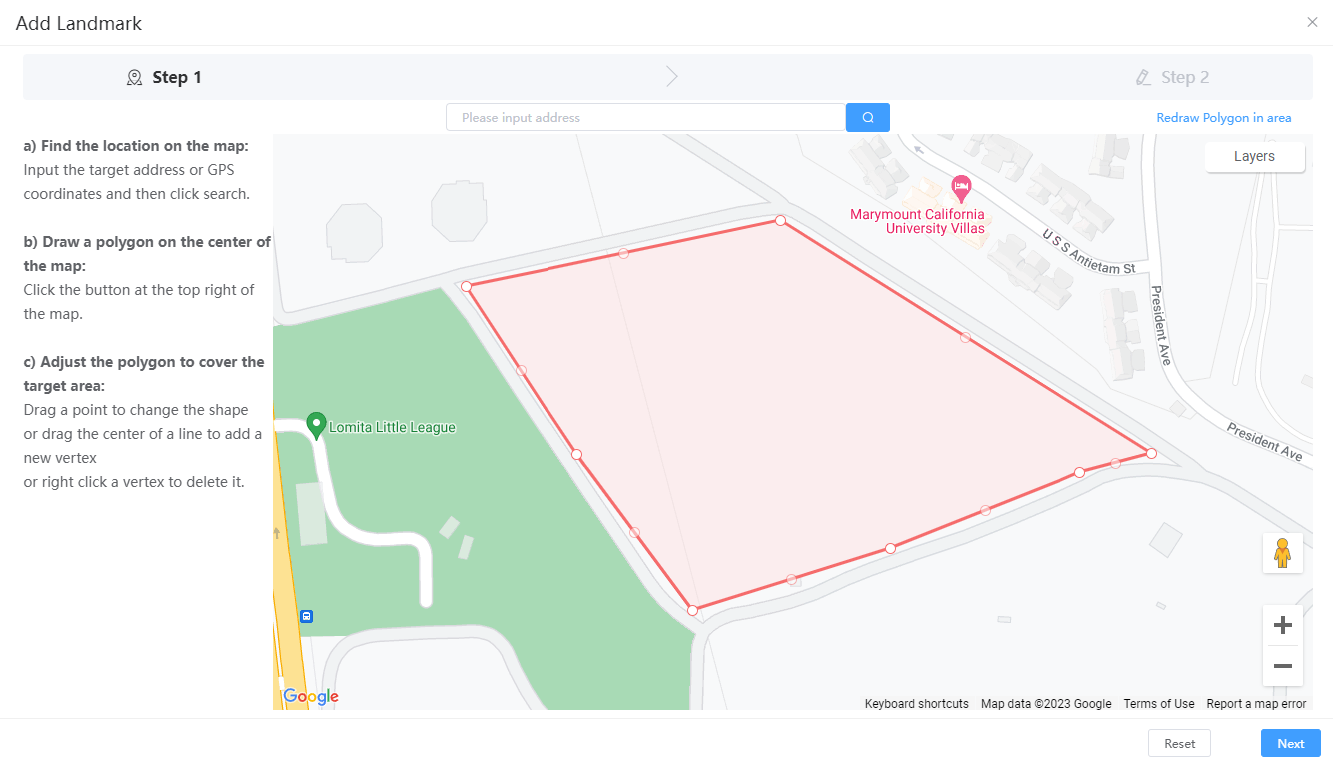 Add Landmark
Step 1
Step 2
Please input address
Redraw Polygon in area
a) Find the location on the map:
Input the target address or GPS
coordinates and then click search.
b) Draw a polygon on the center of
the map:
Click the button at the top right of
the map.
c) Adjust the polygon to cover the
target area:
Drag a point to change the shape
or drag the center of a line to add a
new vertex
or right click a vertex to delete it.
Layers
Marymount California
University Villas
U S S Antietam St
President Ave
President Ave
Lomita Little League
Google
Keyboard shortcuts
Map data ©2023 Google
Terms of Use
Report a map error
Reset
Next